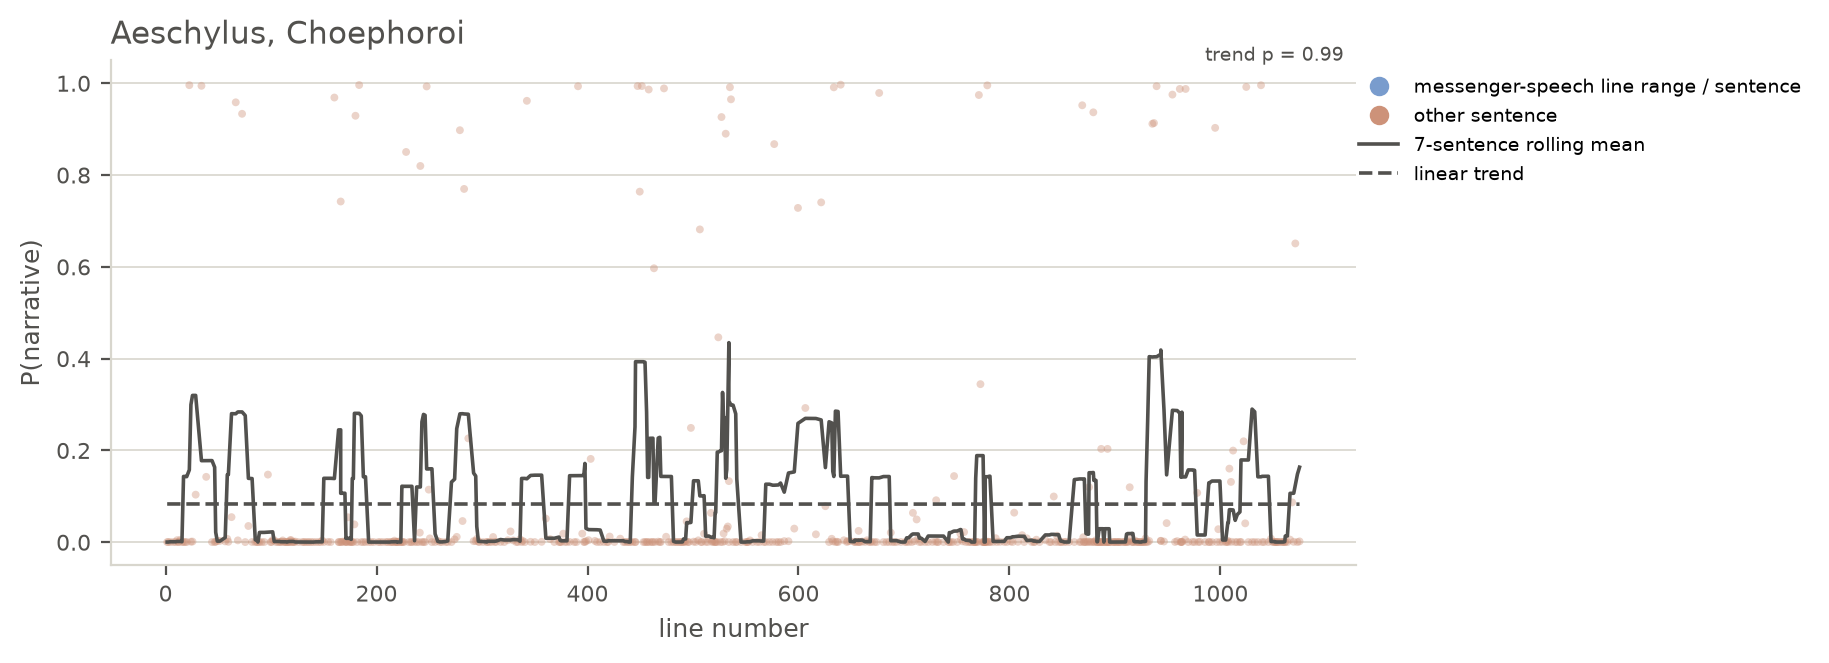 Aeschylus, Choephoroi
trend p = 0.99
messenger-speech line range / sentence
other sentence
7-sentence rolling mean
linear trend
P(narrative)
1.0
0.8
0.6
0.4
0.2
0.0
0
200
400
600
800
1000
line number